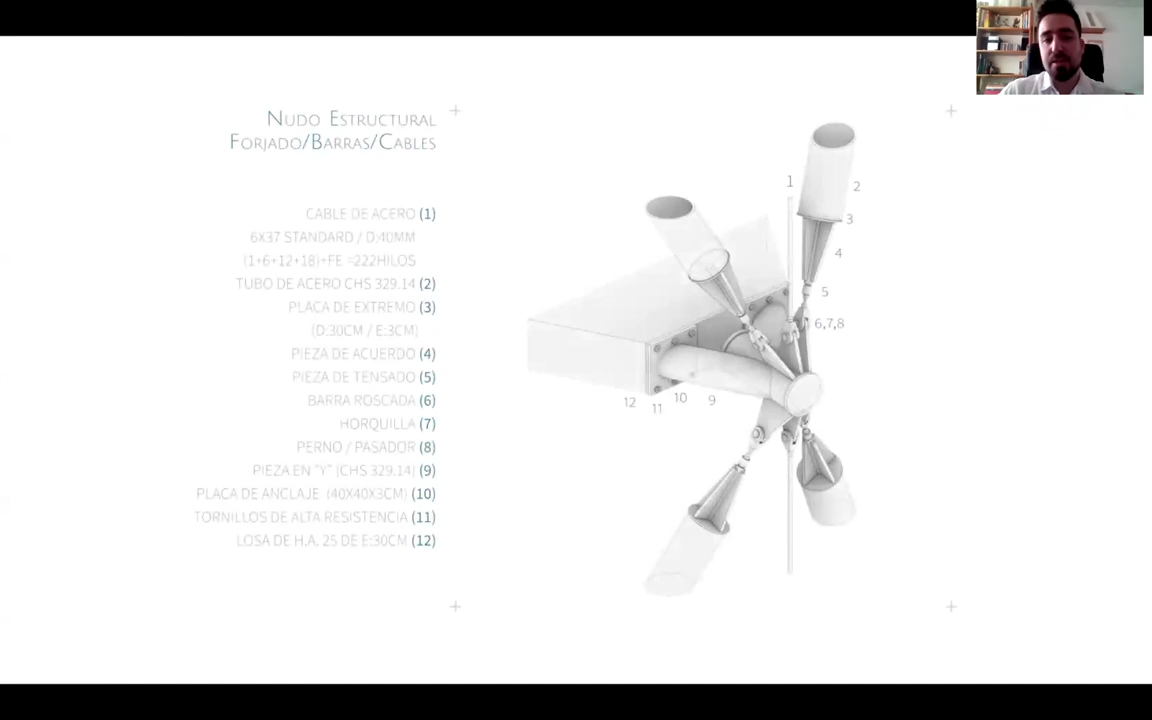 NUDO ESTRUCTURAL
FORJADO/BARRAS/CABLES
CABLE DE ACERO (1)
6X37 STANDARD / D:40MM
(1+6+12+18)+FE =222HILOS
TUBO DE ACERO CHS 329.14 (2)
PLACA DE EXTREMO (3)
(D:30CM / E:3CM)
PIEZA DE ACUERDO (4)
PIEZA DE TENSADO (5)
BARRA ROSCADA (6)
HORQUILLA (7)
PERNO / PASADOR (8)
PIEZA EN "Y" (CHS 329.14) (9)
PLACA DE ANCLAJE (40X40X3CM) (10)
TORNILLOS DE ALTA RESISTENCIA (11)
LOSA DE H.A. 25 DE E:30CM (12)
1
2
3
4
5
6,7,8
12
11
10
9